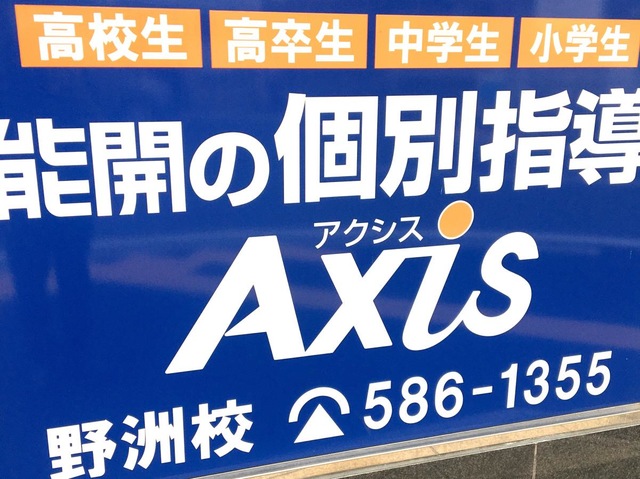 高校生 高卒生 中学生 小学生
能開の個別指導
アクシス
Axis
野洲校 586-1355